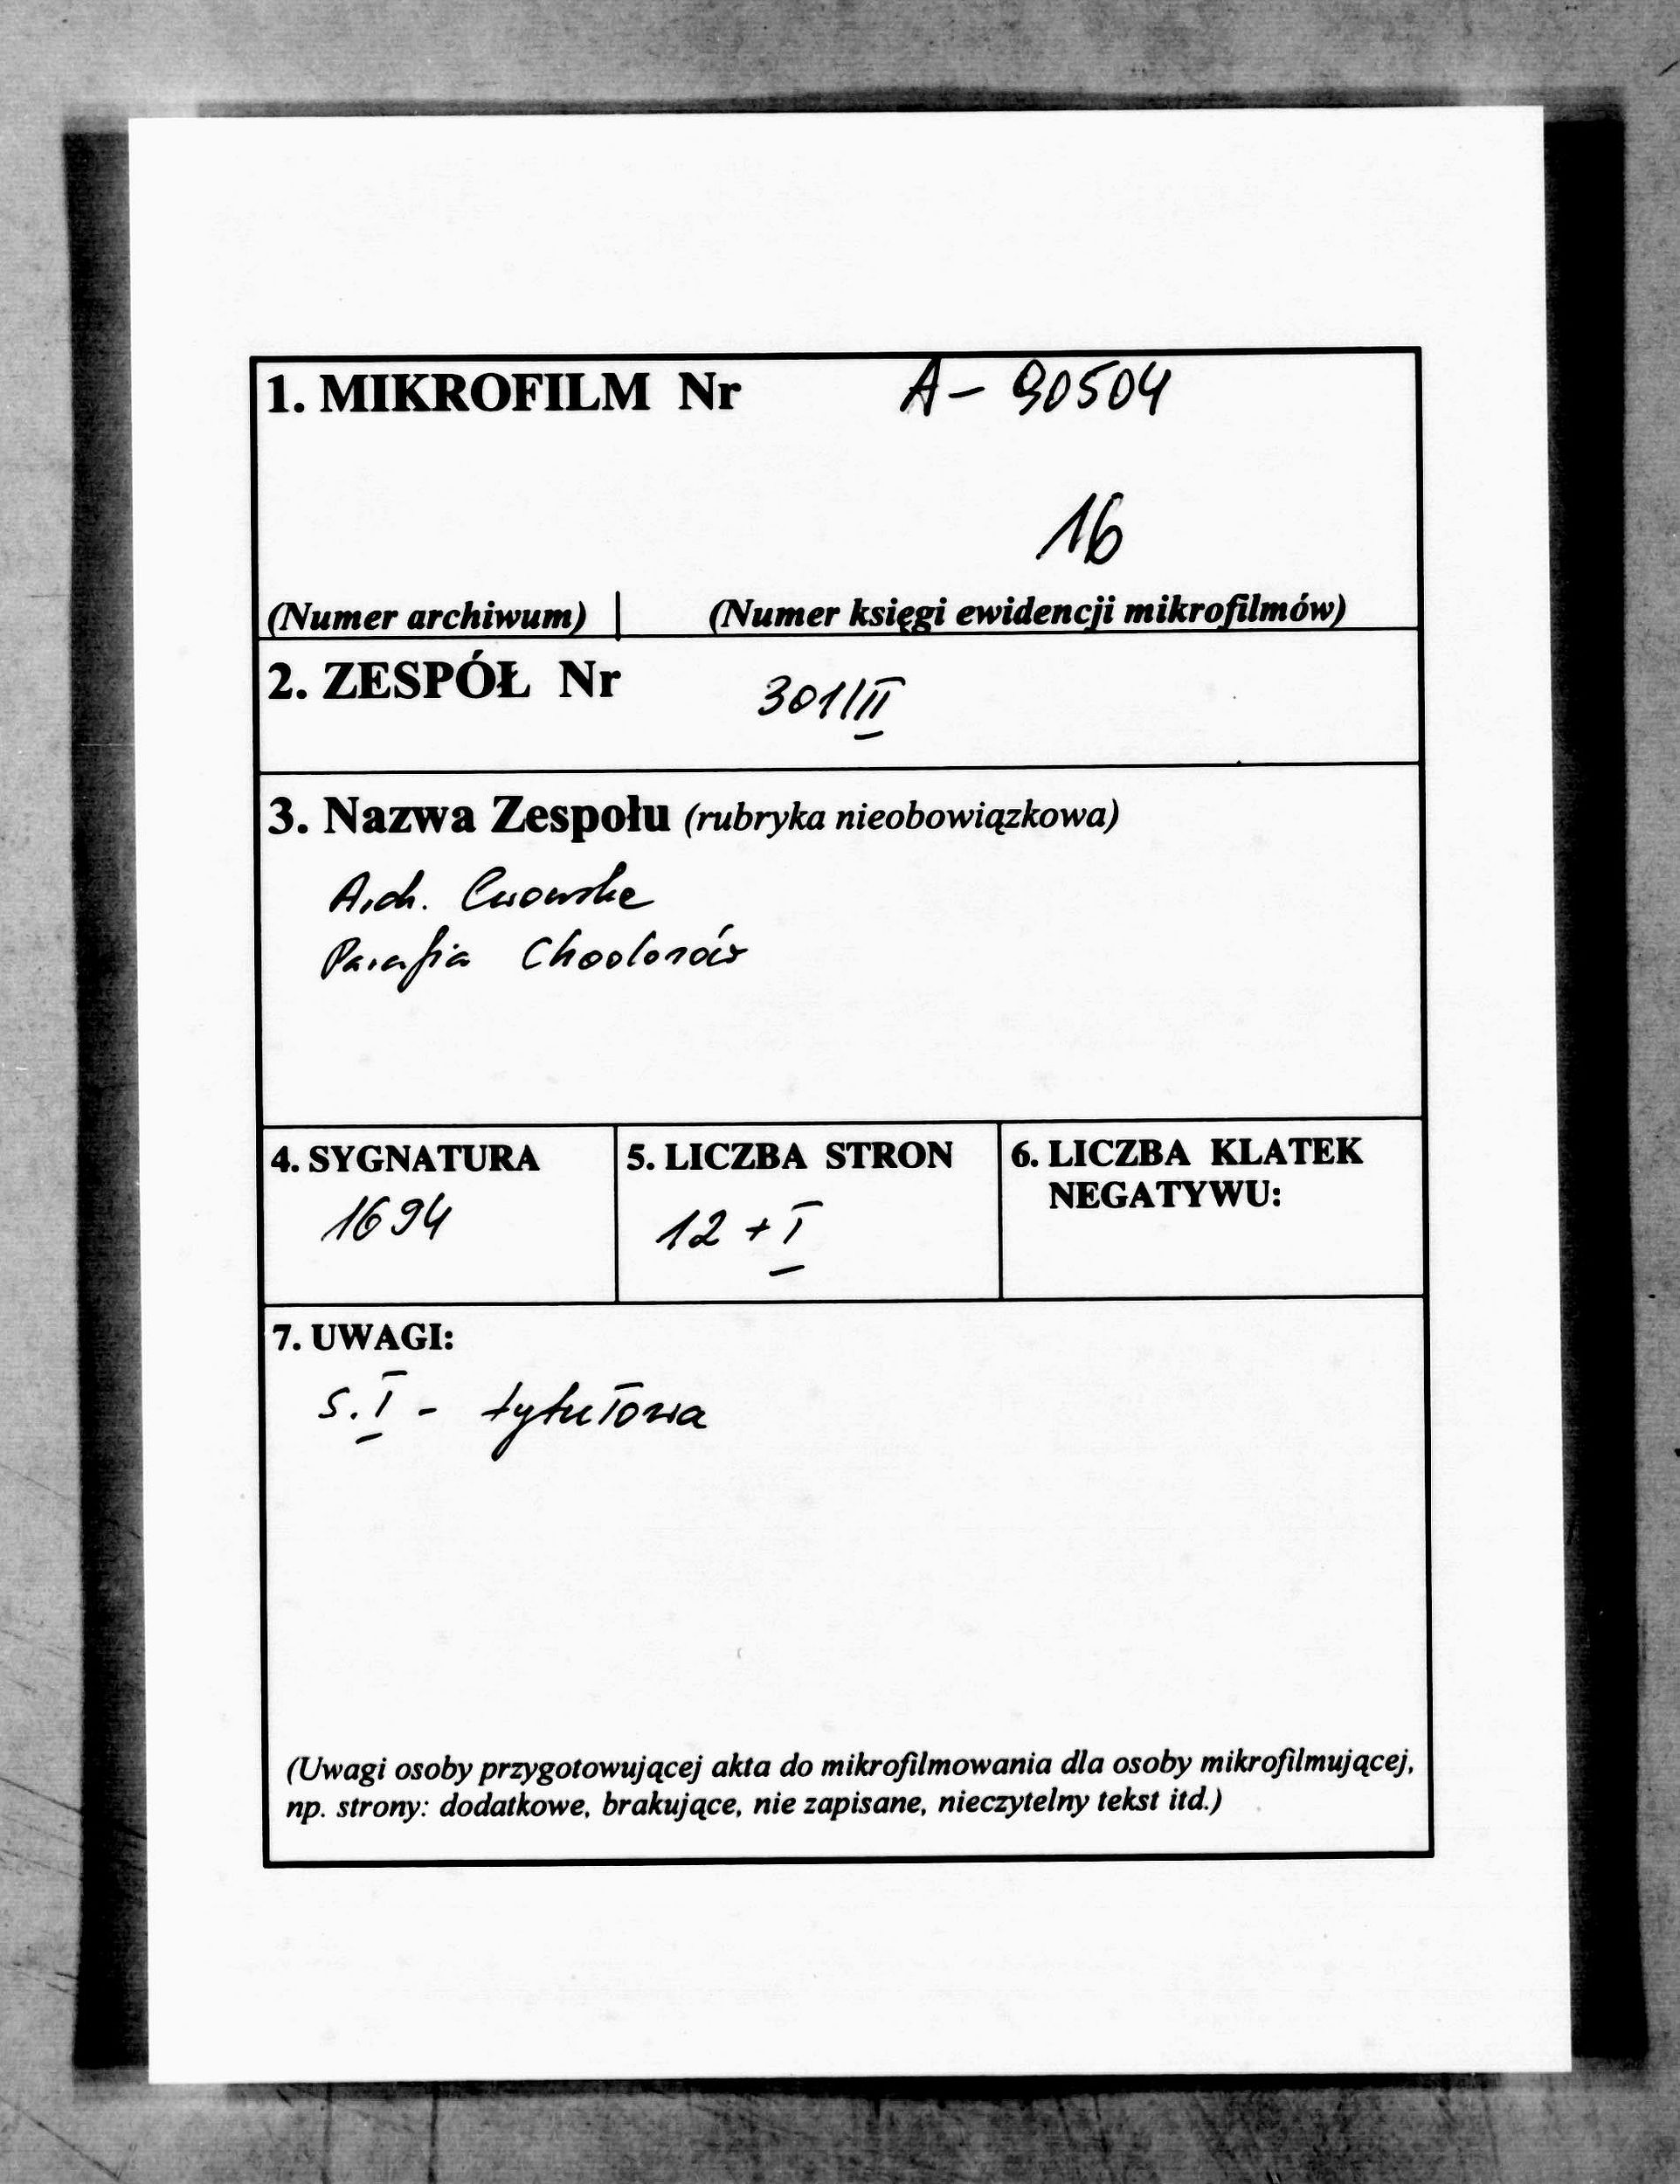 1. MIKROFILM Nr A- 90504
16
(Numer archiwum) | (Numer księgi ewidencji mikrofilmów)
2. ZESPÓŁ Nr 301/II
3. Nazwa Zespołu (rubryka nieobowiązkowa)
Arch. Lwowska
Parafia Chodorów
4. SYGNATURA 5. LICZBA STRON 6. LICZBA KLATEK
NEGATYWU:
1694 12 + I
7. UWAGI:
s. I - tytułowa
(Uwagi osoby przygotowującej akta do mikrofilmowania dla osoby mikrofilmującej,
np. strony: dodatkowe, brakujące, nie zapisane, nieczytelny tekst itd.)